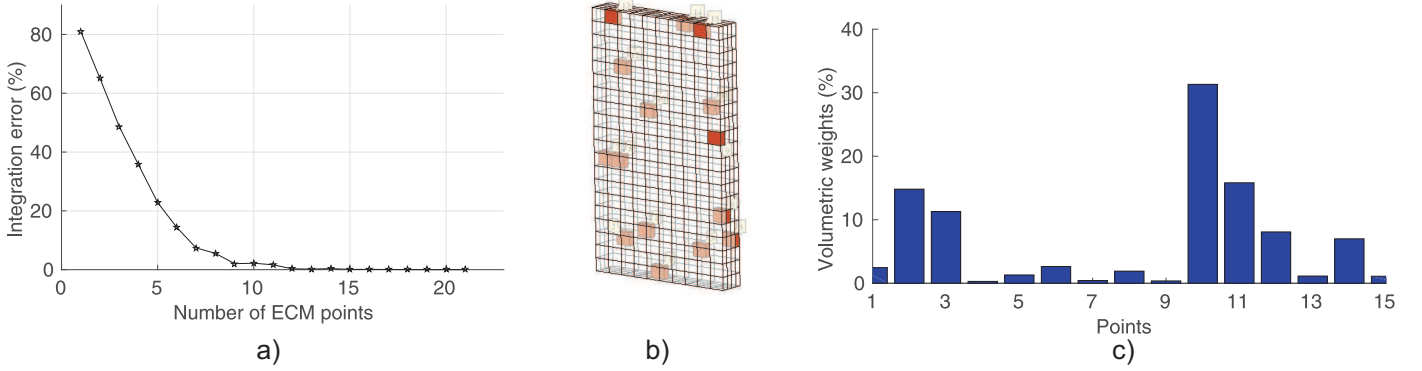 80
60
40
20
0
Integration error (%)
0 5 10 15 20
Number of ECM points
a)
b)
40
30
20
10
0
Volumetric weights (%)
1 3 5 7 9 11 13 15
Points
c)